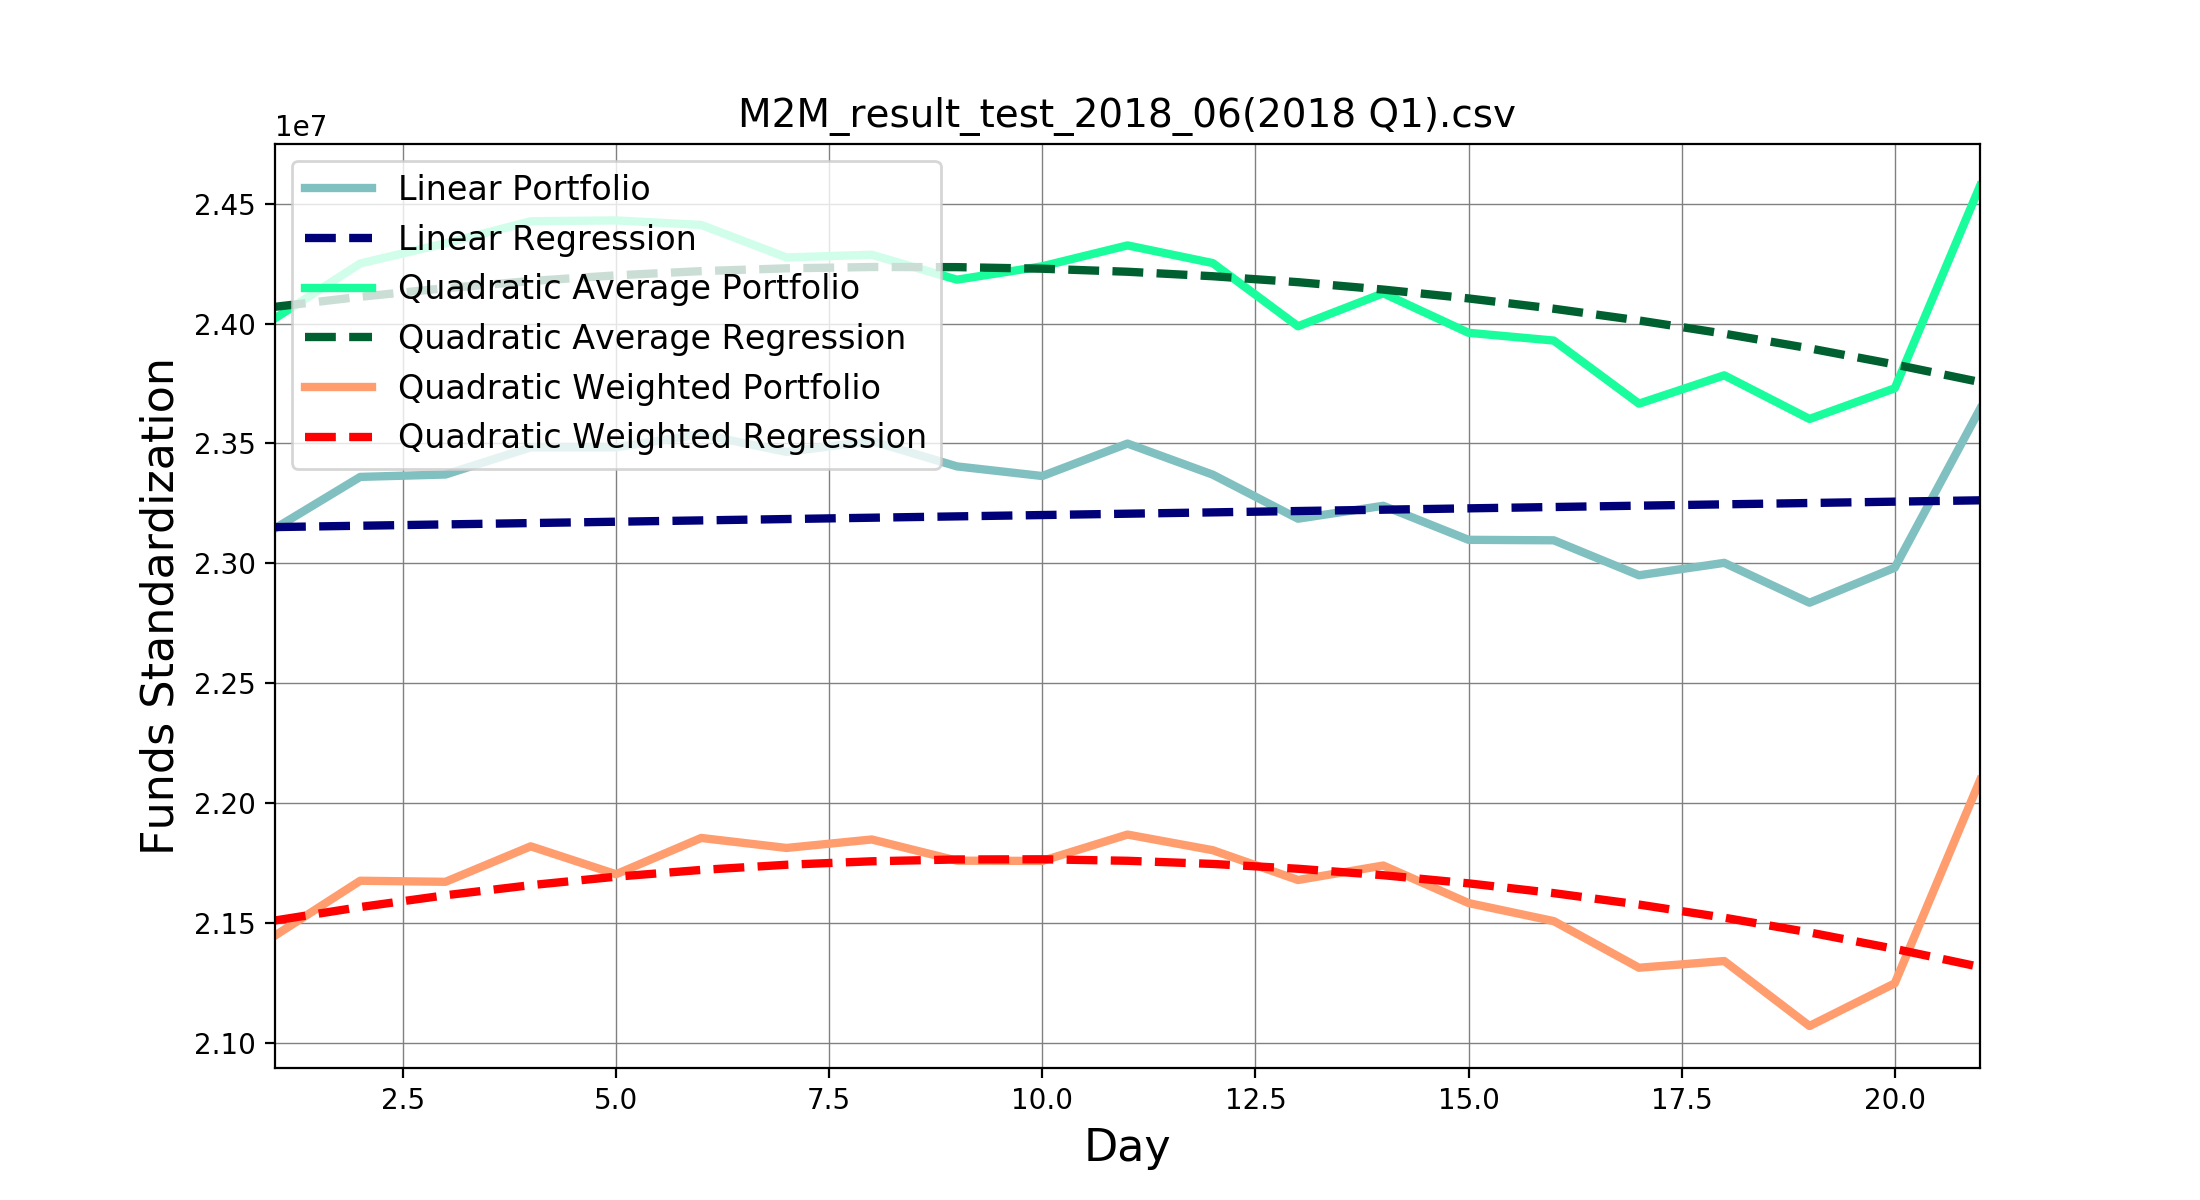 M2M_result_test_2018_06(2018 Q1).csv
1e7
Linear Portfolio
Linear Regression
Quadratic Average Portfolio
Quadratic Average Regression
Quadratic Weighted Portfolio
Quadratic Weighted Regression
2.45
2.40
2.35
2.30
2.25
2.20
2.15
2.10
Funds Standardization
2.5 5.0 7.5 10.0 12.5 15.0 17.5 20.0
Day